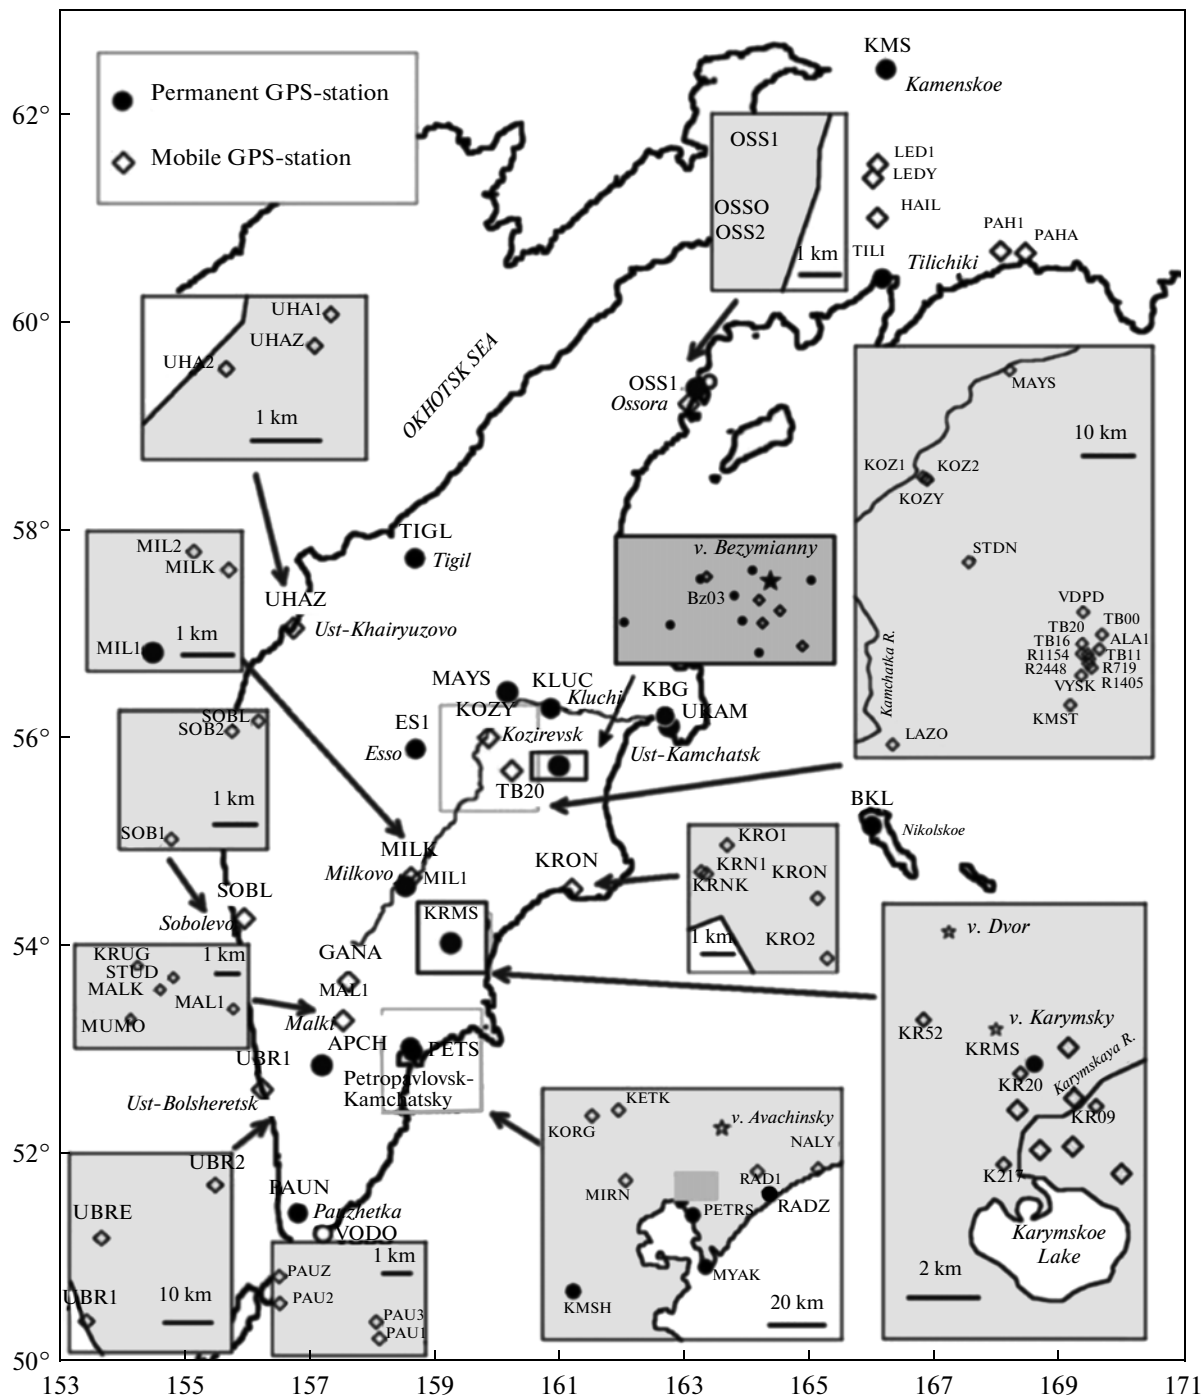 Permanent GPS-station
Mobile GPS-station
62°
60°
58°
56°
54°
52°
50°
153
155
157
159
161
163
165
167
169
171
KMS
Kamenskoe
LED1
LEDY
HAIL
PAH1
PAHA
TILI
Tilichiki
OSS1
OSSO
OSS2
1 km
UHA1
UHAZ
UHA2
1 km
OKHOTSK SEA
OSS1
Ossora
MAYS
10 km
KOZ1
KOZ2
KOZY
STDN
VDPD
TB20
TB00
TB16
ALA1
R1154
TB11
R2448
R719
VYSK
R1405
KMST
Kamchatka R.
LAZO
TIGL
Tigil
v. Bezymianny
Bz03
MIL2
MILK
MIL1
1 km
UHAZ
Ust-Khairyuzovo
MAYS
KLUC
Kluchi
KBG
KOZY
UKAM
ES1
Kozirevsk
Esso
Ust-Kamchatsk
TB20
SOBL
SOB2
1 km
SOB1
BKL
Nikolskoe
MILK
Milkovo
MIL1
KRON
KRO1
KRN1
KRON
KRNK
1 km
KRO2
SOBL
Sobolevo
KRMS
v. Dvor
KRUG
1 km
STUD
MALK
MAL1
MUMO
GANA
MAL1
Malki
KR52
v. Karymsky
KRMS
KR20
Karymskaya R.
KR09
K217
Karymskoe
Lake
2 km
APCH
PETS
UBR1
Petropavlovsk-
Kamchatsky
Ust-Bolsheretsk
KETK
KORG
v. Avachinsky
NALY
MIRN
RAD1
PETRS
RADZ
MYAK
KMSH
20 km
UBR2
UBRE
UBR1
10 km
PAUN
Pauzhetka
VODO
1 km
PAUZ
PAU2
PAU3
PAU1